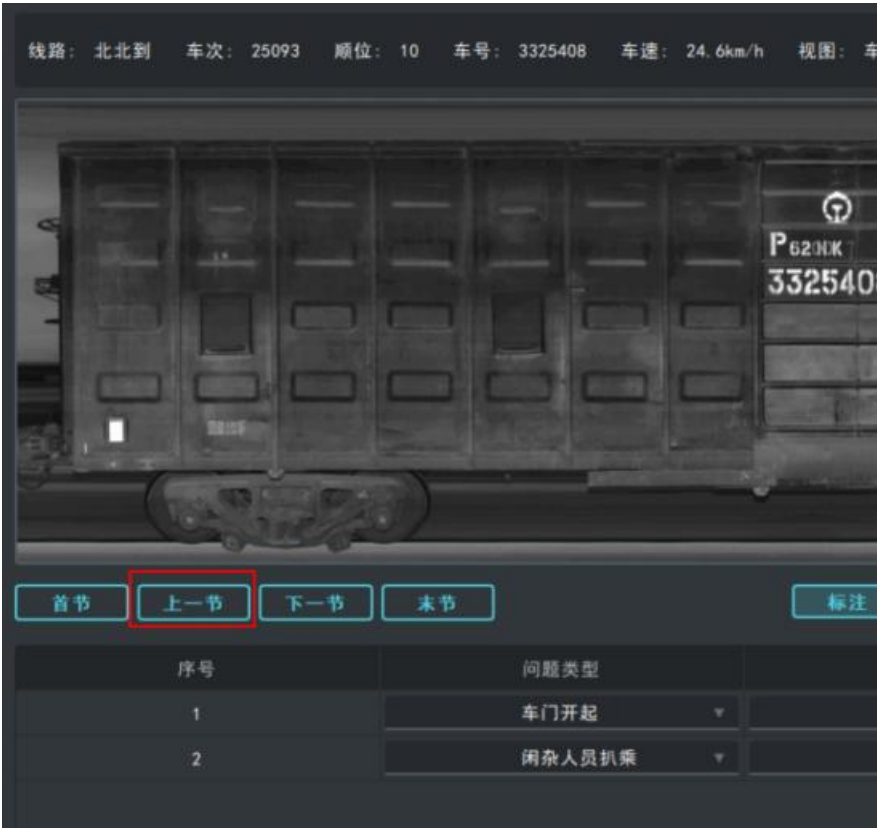 线路： 北北到 车次： 25093 顺位： 10 车号： 3325408 车速： 24.6km/h 视图：
P62(N)K
332540
首节 上一节 下一节 末节 标注
序号 问题类型
1 车门开起
2 闲杂人员扒乘